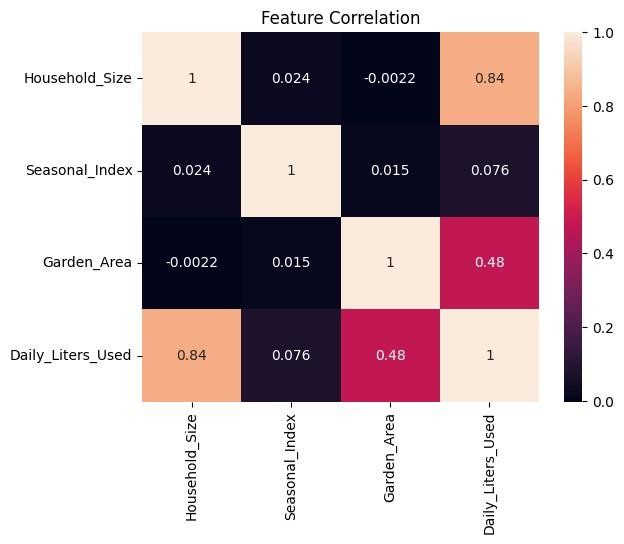 Feature Correlation
Household_Size 1 0.024 -0.0022 0.84
Seasonal_Index 0.024 1 0.015 0.076
Garden_Area -0.0022 0.015 1 0.48
Daily_Liters_Used 0.84 0.076 0.48 1
Household_Size
Seasonal_Index
Garden_Area
Daily_Liters_Used
1.0
0.8
0.6
0.4
0.2
0.0